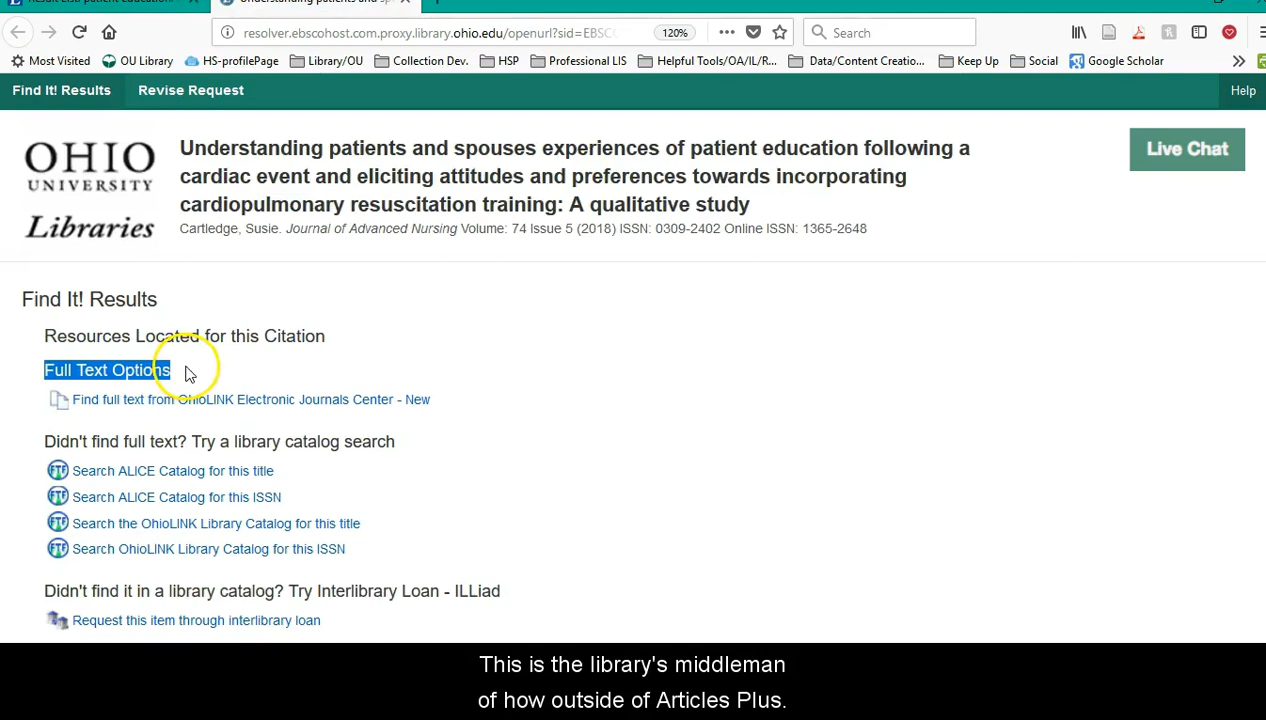 Understanding patients and sp
resolver.ebscohost.com.proxy.library.ohio.edu/openurl?sid=EBSC
120%
Search
Most Visited
OU Library
HS-profilePage
Library/OU
Collection Dev.
HSP
Professional LIS
Helpful Tools/OA/IL/R...
Data/Content Creatio...
Keep Up
Social
Google Scholar
Find It! Results
Revise Request
Help
OHIO
UNIVERSITY
Libraries
Understanding patients and spouses experiences of patient education following a
cardiac event and eliciting attitudes and preferences towards incorporating
cardiopulmonary resuscitation training: A qualitative study
Cartledge, Susie. Journal of Advanced Nursing Volume: 74 Issue 5 (2018) ISSN: 0309-2402 Online ISSN: 1365-2648
Live Chat
Find It! Results
Resources Located for this Citation
Full Text Options
Find full text from OhioLINK Electronic Journals Center - New
Didn't find full text? Try a library catalog search
FTF Search ALICE Catalog for this title
FTF Search ALICE Catalog for this ISSN
FTF Search the OhioLINK Library Catalog for this title
FTF Search OhioLINK Library Catalog for this ISSN
Didn't find it in a library catalog? Try Interlibrary Loan - ILLiad
Request this item through interlibrary loan
This is the library's middleman
of how outside of Articles Plus.